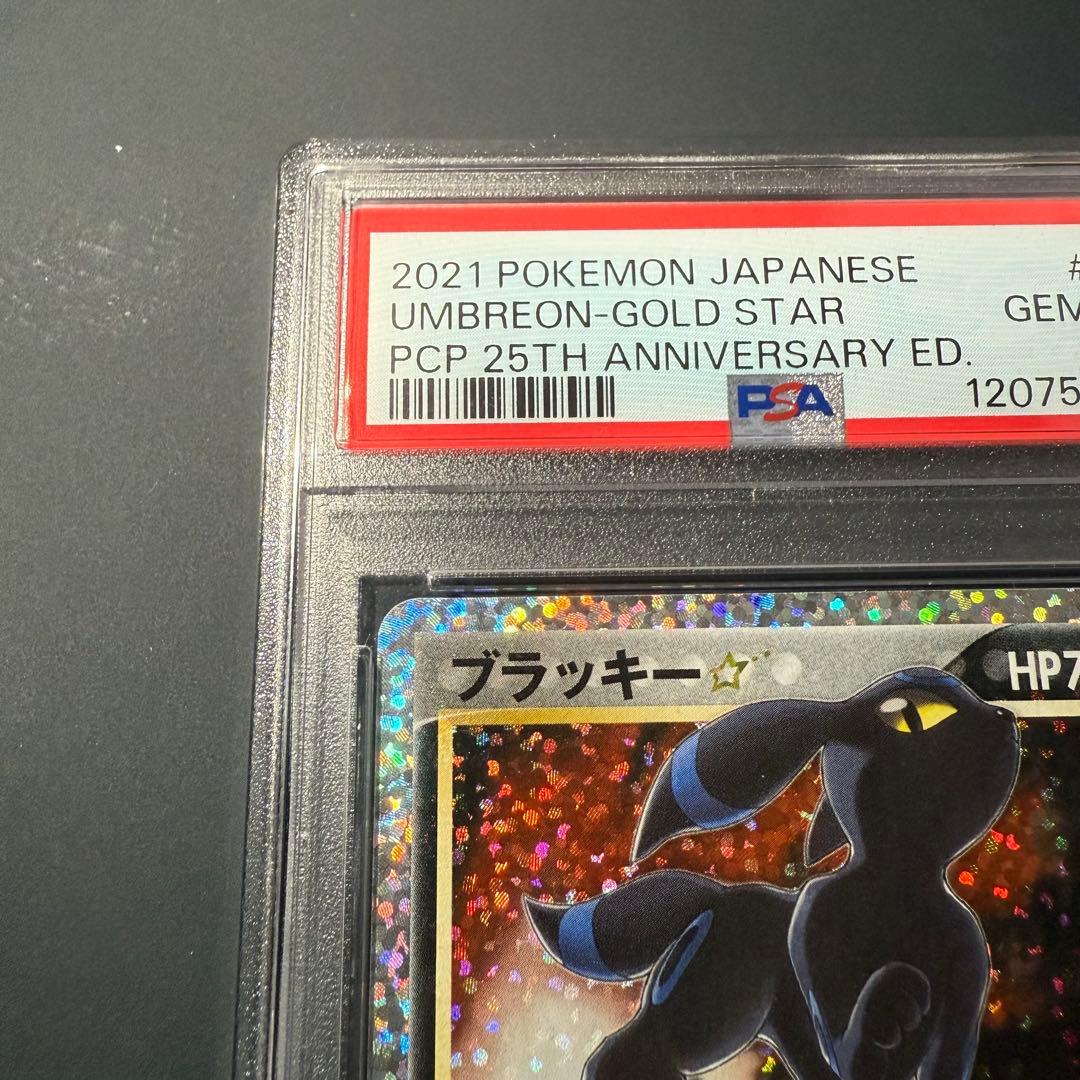 2021 POKEMON JAPANESE #
UMBREON-GOLD STAR GEM
PCP 25TH ANNIVERSARY ED.
PSA 12075
ブラッキー☆ HP7